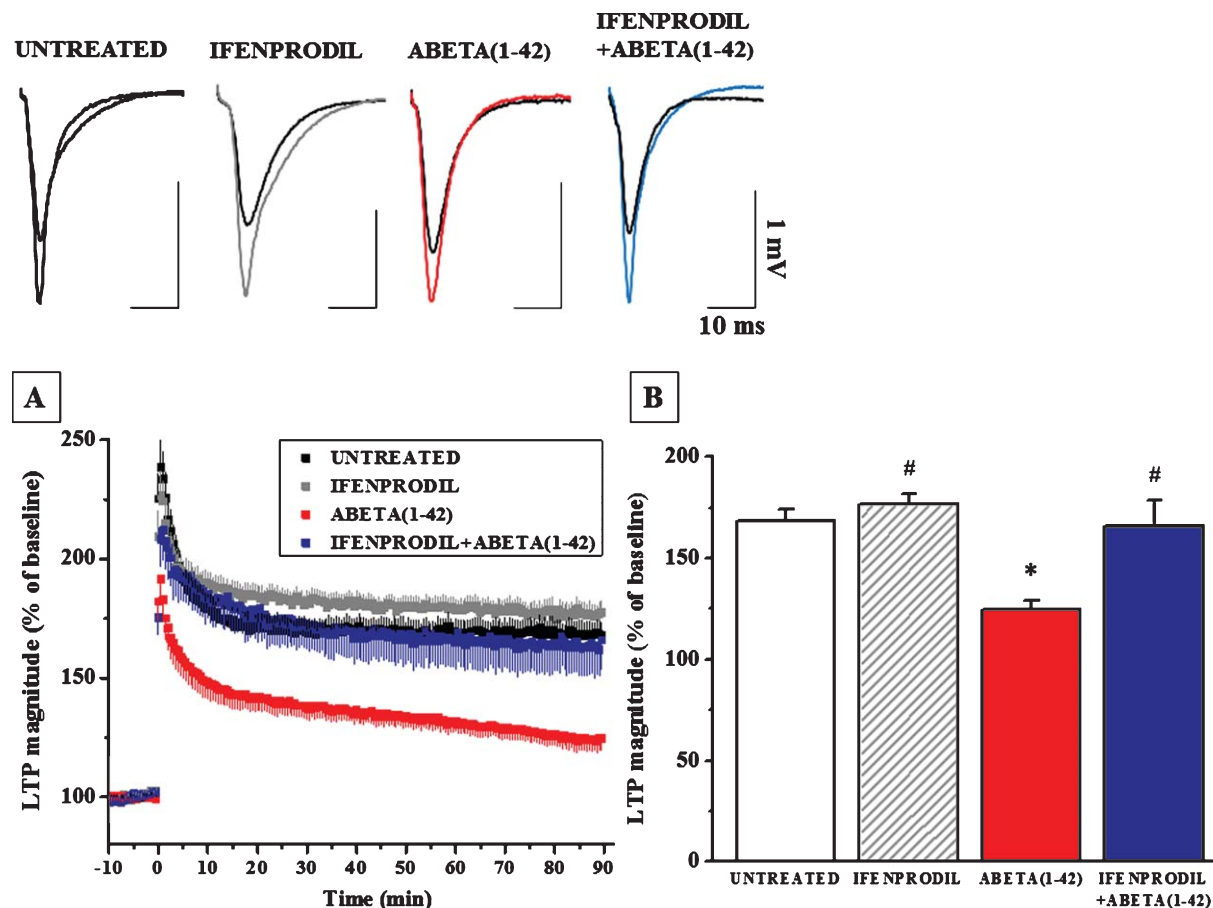 UNTREATED
IFENPRODIL
ABETA(1-42)
IFENPRODIL
+ABETA(1-42)
1 mV
10 ms
A
LTP magnitude (% of baseline)
250
200
150
100
UNTREATED
IFENPRODIL
ABETA(1-42)
IFENPRODIL+ABETA(1-42)
-10 0 10 20 30 40 50 60 70 80 90
Time (min)
B
LTP magnitude (% of baseline)
200
150
100
50
0
#
*
#
UNTREATED
IFENPRODIL
ABETA(1-42)
IFENPRODIL
+ABETA(1-42)